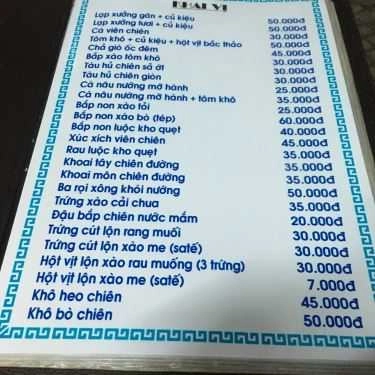 KHAI VỊ
Lạp xưởng gân + củ kiệu 50.000đ
Lạp xưởng tươi + củ kiệu 50.000đ
Cá viên chiên 30.000đ
Tôm khô + củ kiệu + hột vịt bắc thảo 50.000đ
Chả giò ốc đêm 45.000đ
Bắp xào tôm khô 30.000đ
Tàu hủ chiên sả ớt 30.000đ
Tàu hủ chiên giòn 30.000đ
Cà nâu nướng mỡ hành 25.000đ
Cà nâu nướng mỡ hành + tôm khô 35.000đ
Bắp non xào tỏi 25.000đ
Bắp non xào bò (tép) 60.000đ
Bắp non luộc kho quẹt 40.000đ
Xúc xích viên chiên 45.000đ
Rau luộc kho quẹt 35.000đ
Khoai tây chiên đường 35.000đ
Khoai môn chiên đường 35.000đ
Ba rọi xông khói nướng 50.000đ
Trứng xào cải chua 35.000đ
Đậu bắp chiên nước mắm 20.000đ
Trứng cút lộn rang muối 30.000đ
Trứng cút lộn xào me (saté) 30.000đ
Hột vịt lộn xào rau muống (3 trứng) 30.000đ
Hột vịt lộn xào me (saté) 7.000đ
Khô heo chiên 45.000đ
Khô bò chiên 50.000đ